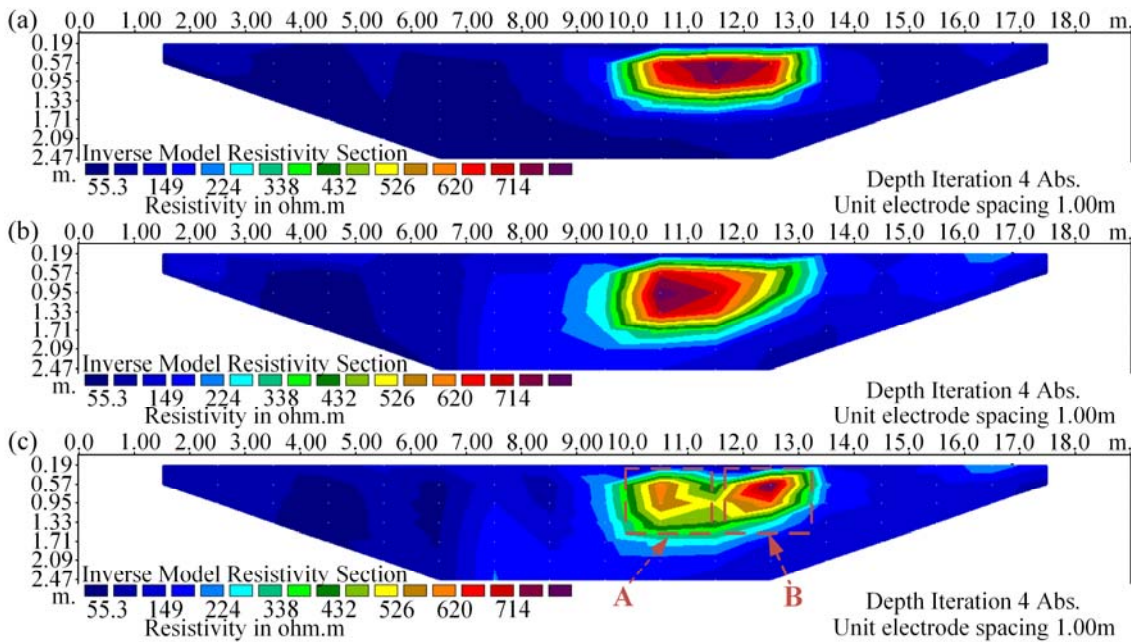 (a) 0.0 1.00 2.00 3.00 4.00 5.00 6.00 7.00 8.00 9.00 10.0 11.0 12.0 13.0 14.0 15.0 16.0 17.0 18.0 m.
0.19
0.57
0.95
1.33
1.71
2.09
2.47
m.
Inverse Model Resistivity Section
55.3 149 224 338 432 526 620 714
Resistivity in ohm.m
Depth Iteration 4 Abs.
Unit electrode spacing 1.00m
(b) 0.0 1.00 2.00 3.00 4.00 5.00 6.00 7.00 8.00 9.00 10.0 11.0 12.0 13.0 14.0 15.0 16.0 17.0 18.0 m.
0.19
0.57
0.95
1.33
1.71
2.09
2.47
m.
Inverse Model Resistivity Section
55.3 149 224 338 432 526 620 714
Resistivity in ohm.m
Depth Iteration 4 Abs.
Unit electrode spacing 1.00m
(c) 0.0 1.00 2.00 3.00 4.00 5.00 6.00 7.00 8.00 9.00 10.0 11.0 12.0 13.0 14.0 15.0 16.0 17.0 18.0 m.
0.19
0.57
0.95
1.33
1.71
2.09
2.47
m.
A B
Inverse Model Resistivity Section
55.3 149 224 338 432 526 620 714
Resistivity in ohm.m
Depth Iteration 4 Abs.
Unit electrode spacing 1.00m